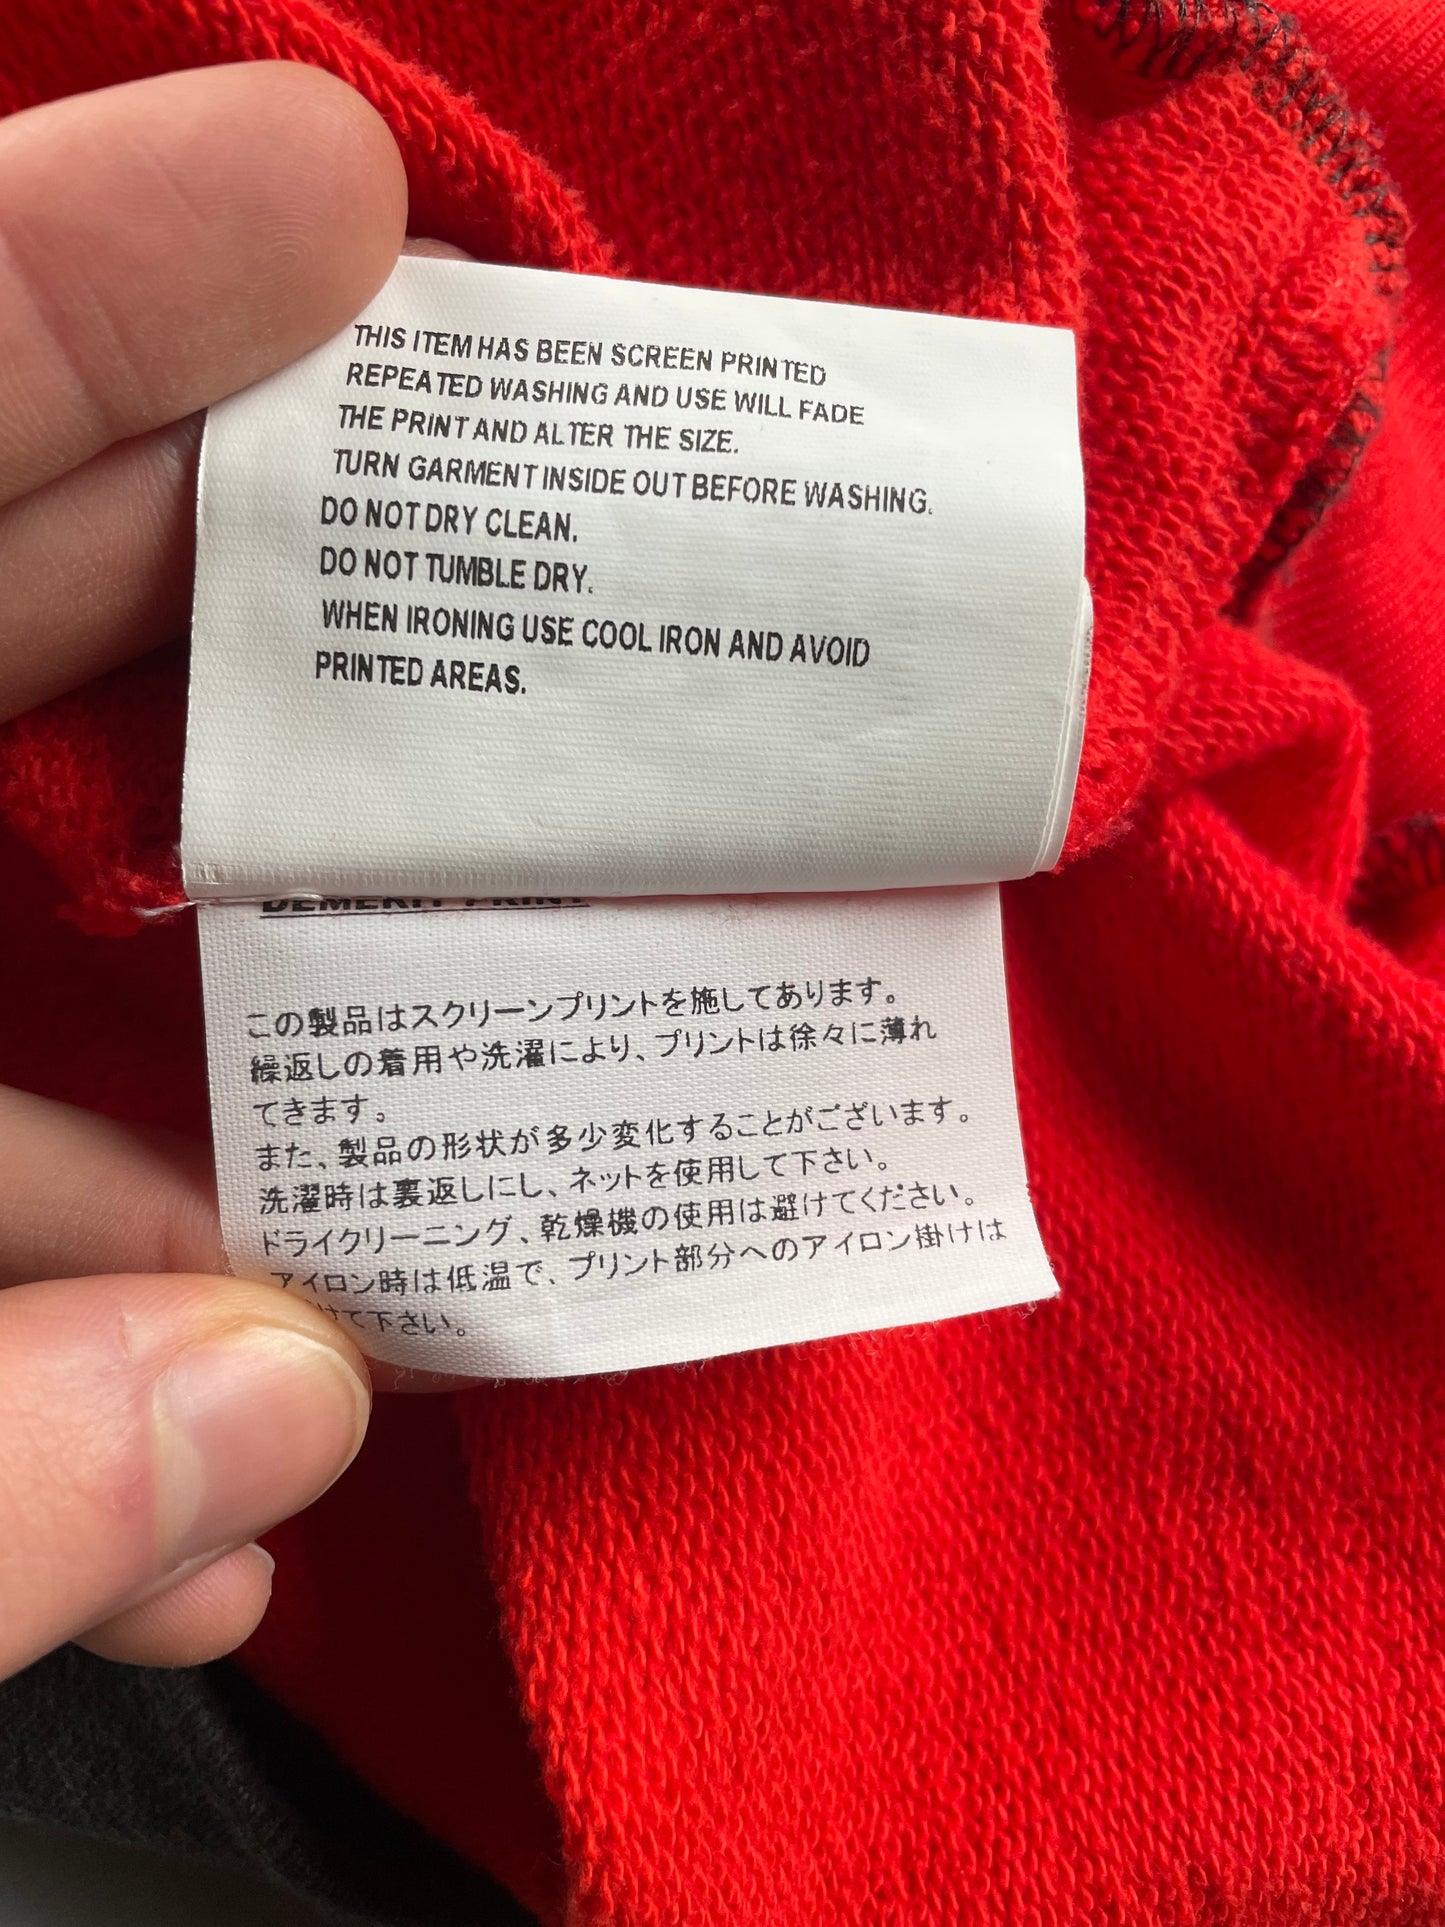 THIS ITEM HAS BEEN SCREEN PRINTED
REPEATED WASHING AND USE WILL FADE
THE PRINT AND ALTER THE SIZE.
TURN GARMENT INSIDE OUT BEFORE WASHING.
DO NOT DRY CLEAN.
DO NOT TUMBLE DRY.
WHEN IRONING USE COOL IRON AND AVOID
PRINTED AREAS.
DEMERIT PRINT
この製品はスクリーンプリントを施してあります。
繰返しの着用や洗濯により、プリントは徐々に薄れ
てきます。
また、製品の形状が多少変化することがございます。
洗濯時は裏返しにし、ネットを使用して下さい。
ドライクリーニング、乾燥機の使用は避けてください。
アイロン時は低温で、プリント部分へのアイロン掛けは
けて下さい。